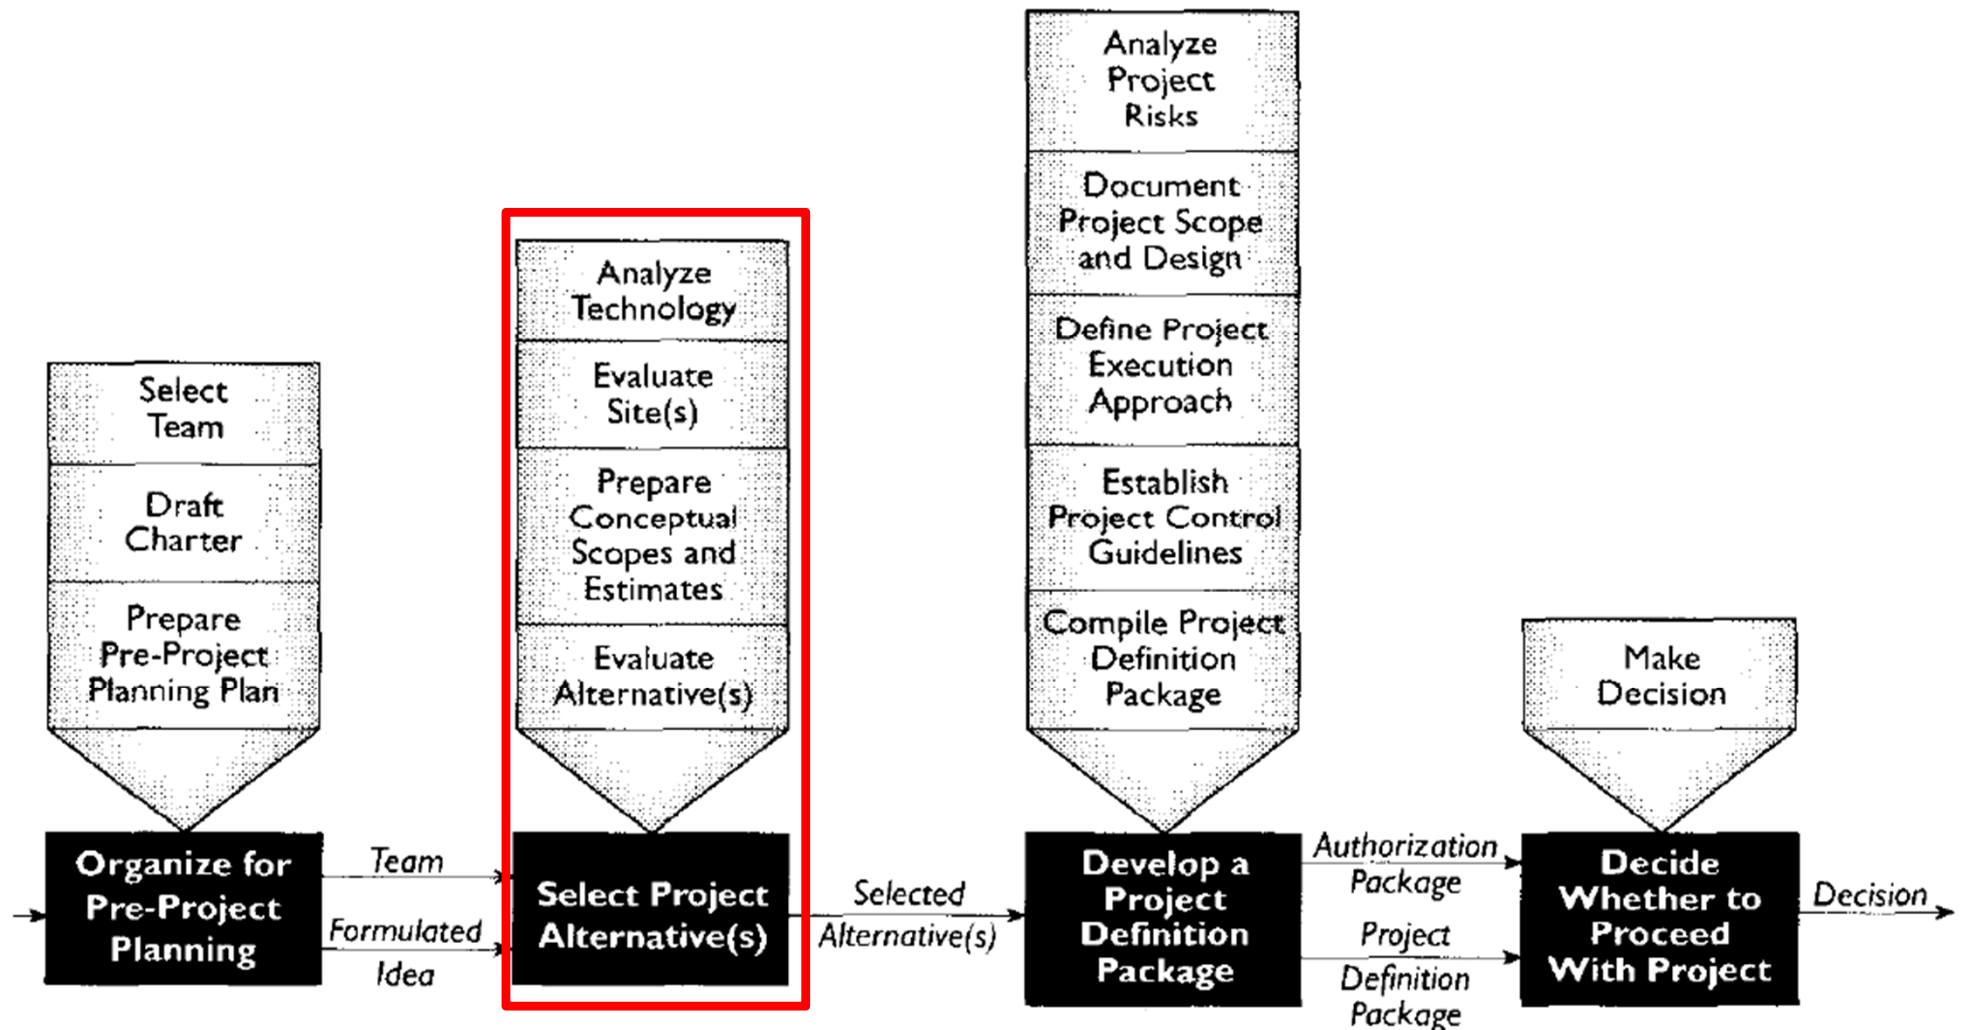 Select
Team
Draft
Charter
Prepare
Pre-Project
Planning Plan
Organize for
Pre-Project
Planning
Team
Formulated
Idea
Analyze
Technology
Evaluate
Site(s)
Prepare
Conceptual
Scopes and
Estimates
Evaluate
Alternative(s)
Select Project
Alternative(s)
Selected
Alternative(s)
Analyze
Project
Risks
Document
Project Scope
and Design
Define Project
Execution
Approach
Establish
Project Control
Guidelines
Compile Project
Definition
Package
Develop a
Project
Definition
Package
Authorization
Package
Project
Definition
Package
Make
Decision
Decide
Whether to
Proceed
With Project
Decision